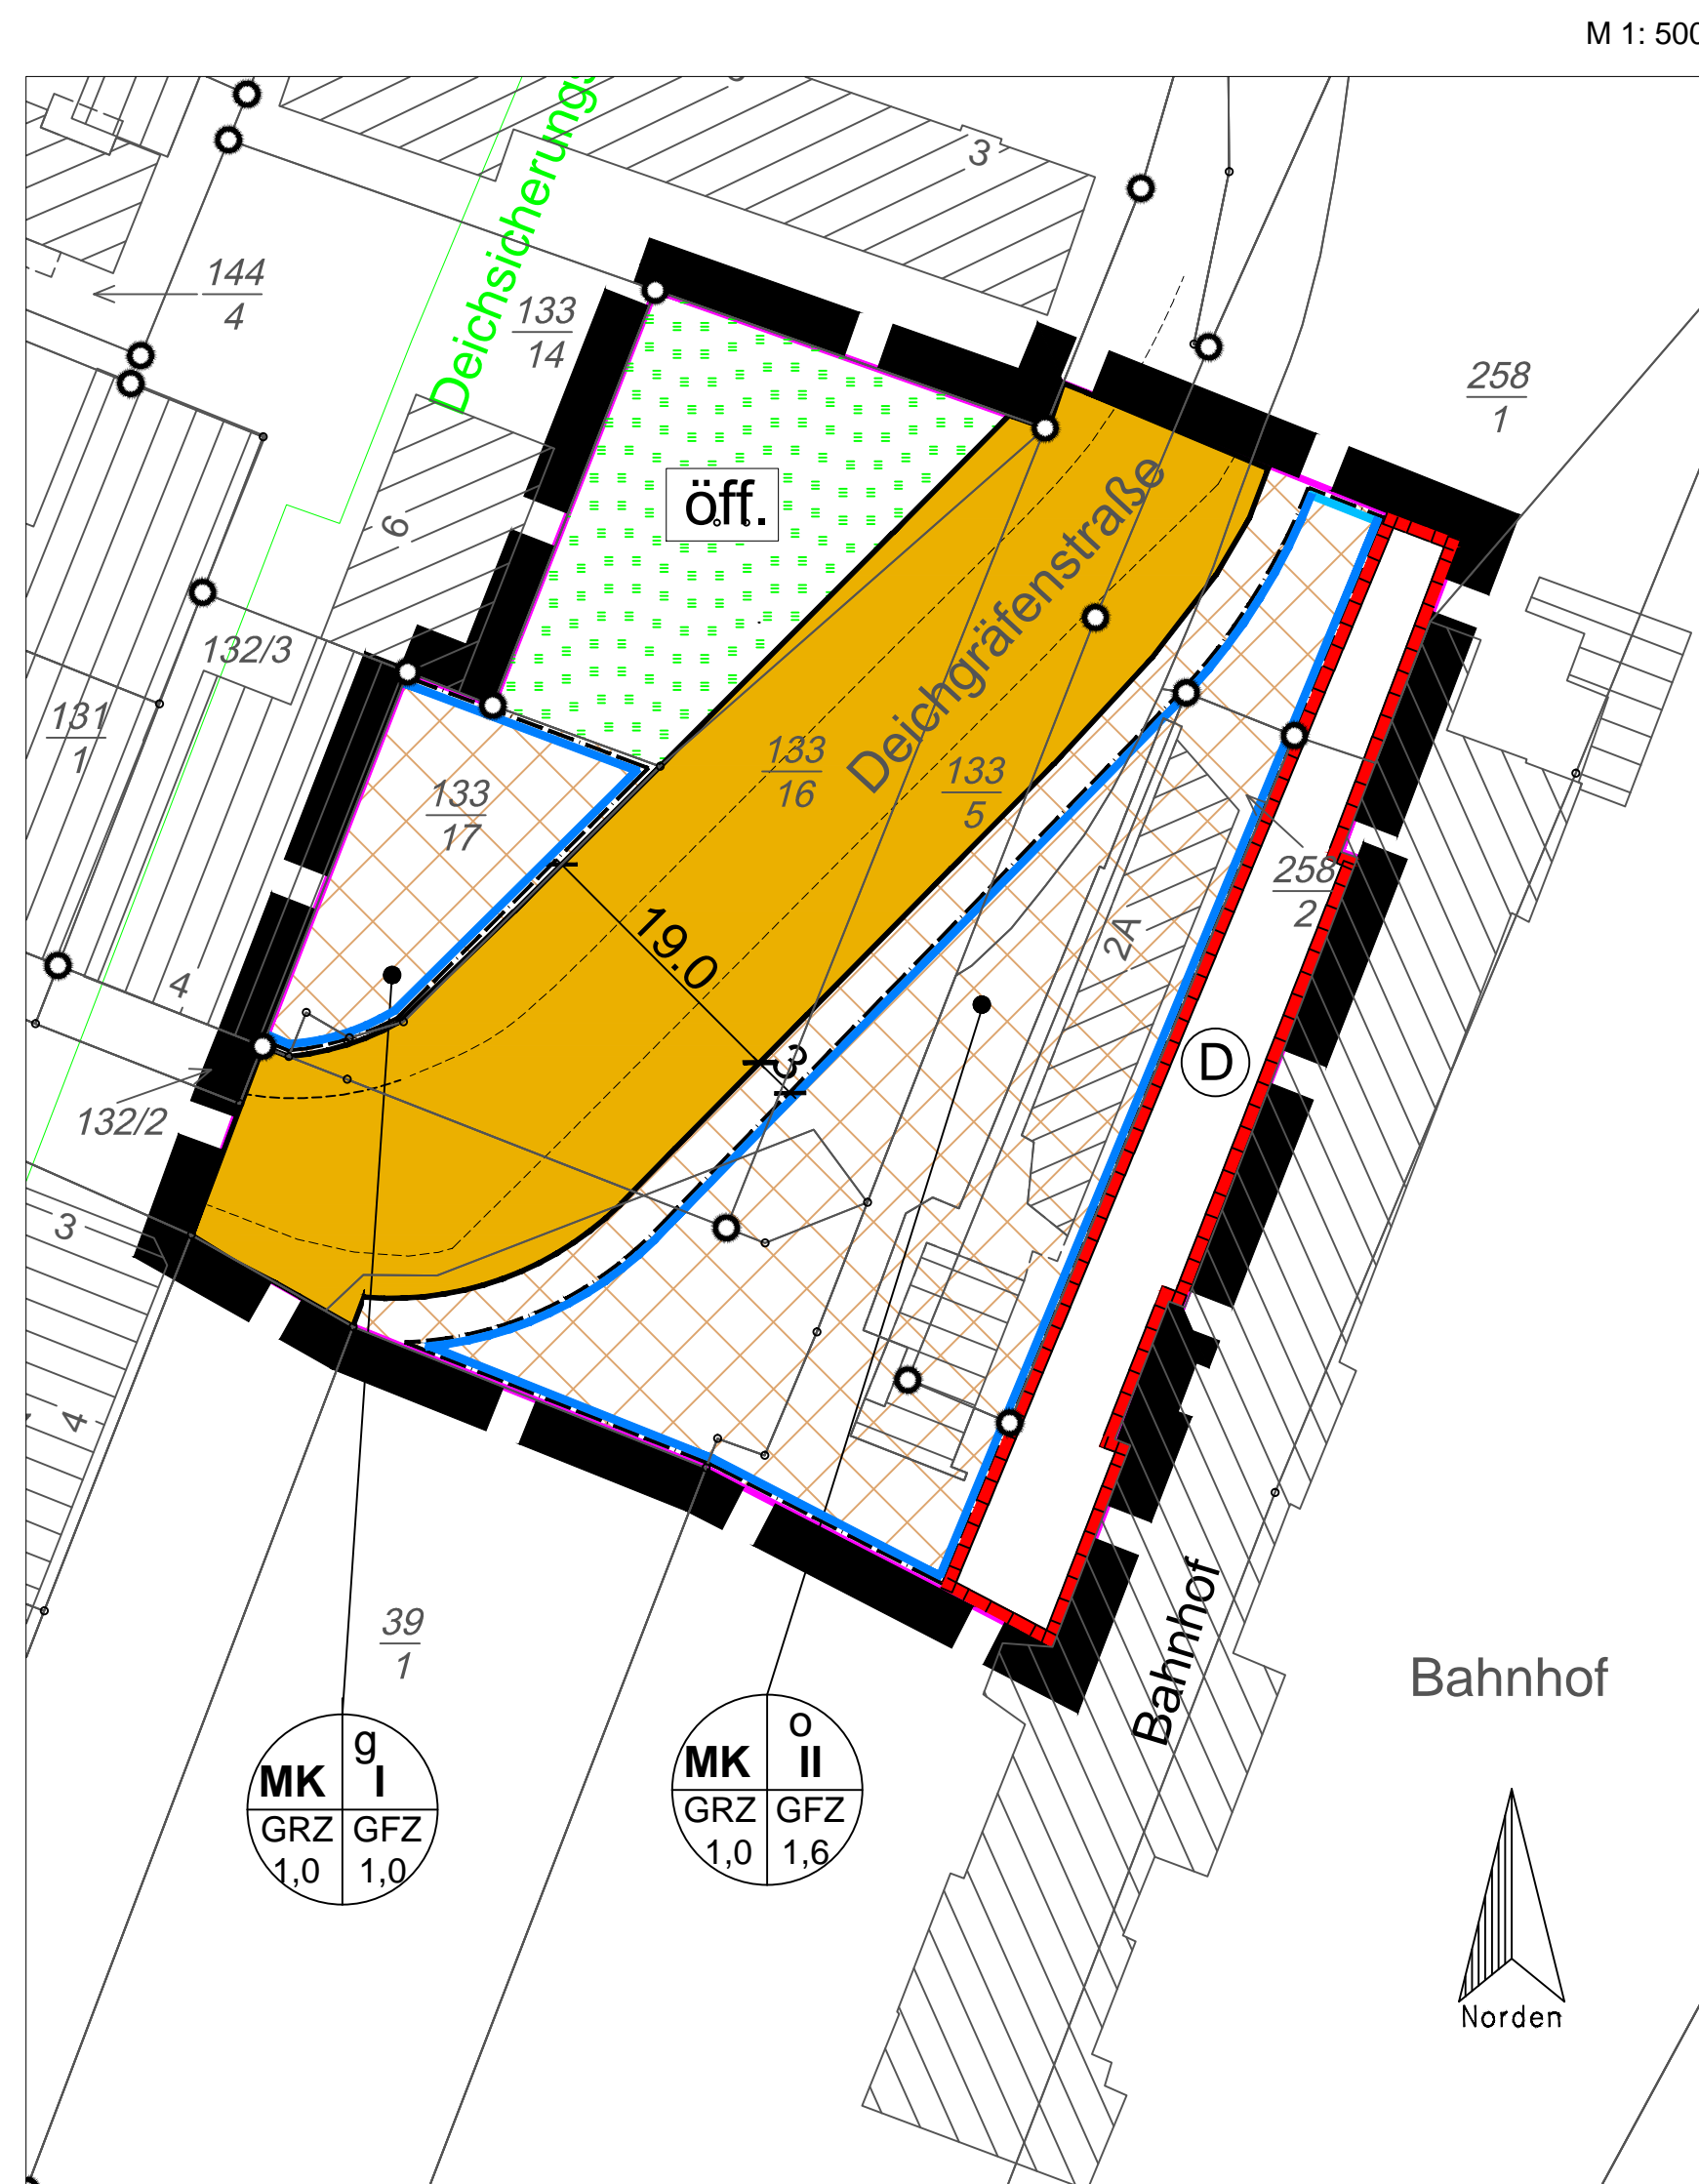 M 1: 500
Deichsicherungs
3
144
4
133
14
258
1
öff.
6
Deichgräfenstraße
132/3
131
1
133
16
133
5
133
17
258
2
2A
19.0
4
3
D
132/2
3
4
Bahnhof
39
1
Bahnhof
g
MK I
GRZ GFZ
1,0 1,0
o
MK II
GRZ GFZ
1,0 1,6
Norden